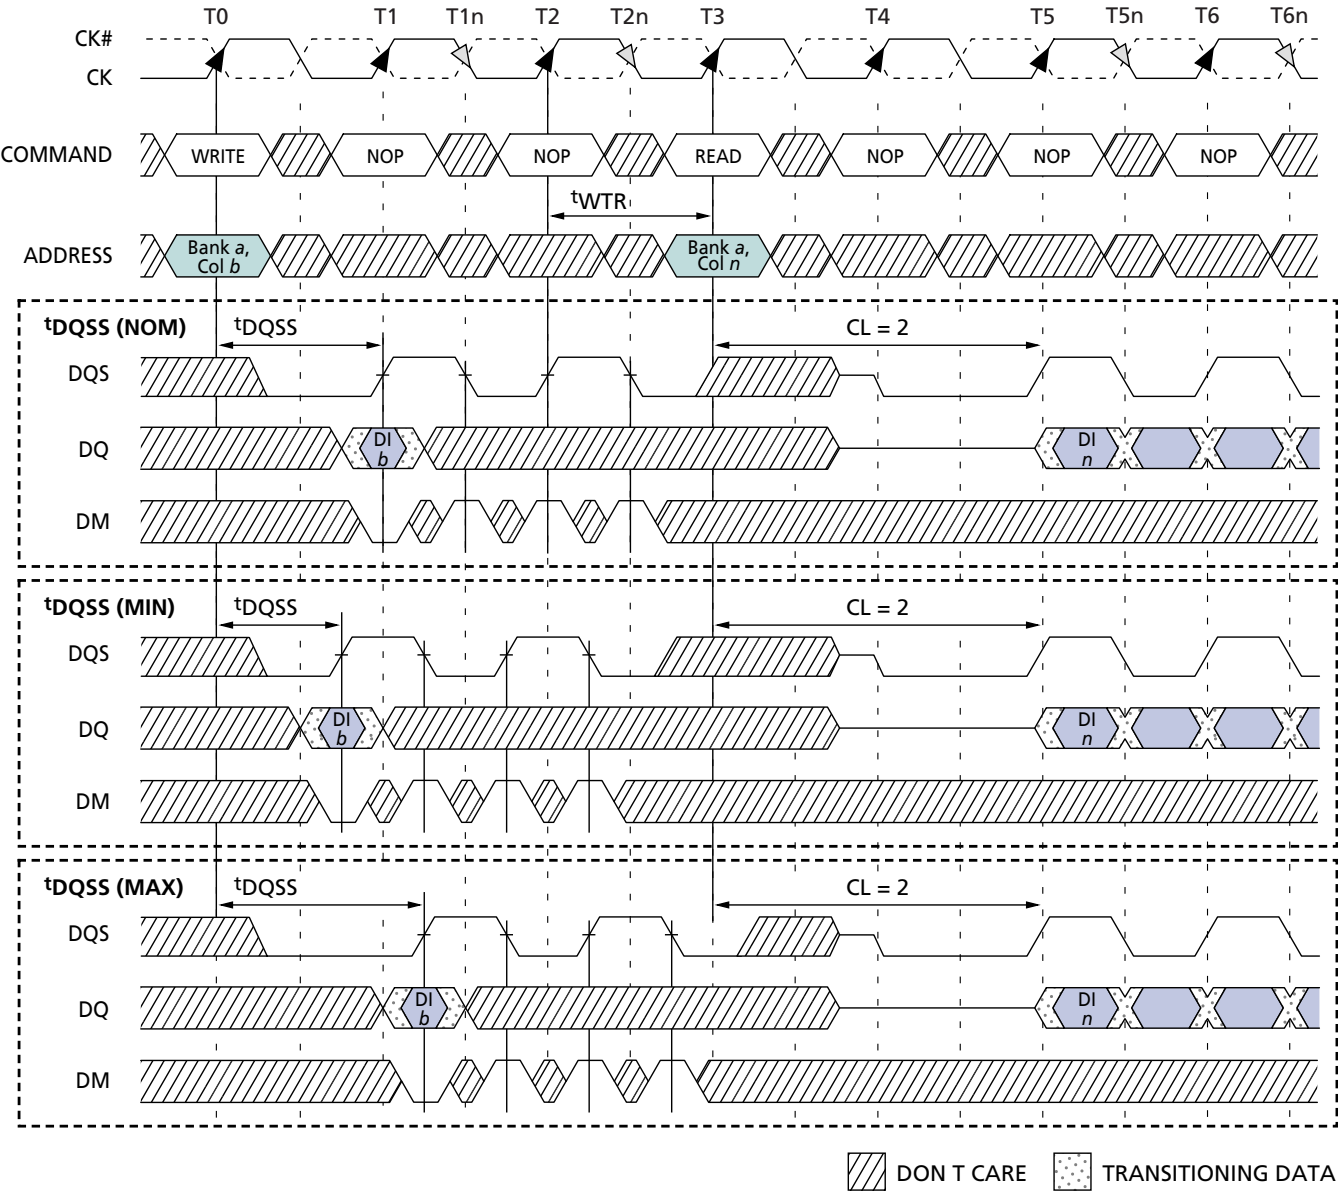 T0 T1 T1n T2 T2n T3 T4 T5 T5n T6 T6n
CK#
CK
COMMAND WRITE NOP NOP READ NOP NOP NOP
tWTR
ADDRESS Bank a, Col b Bank a, Col n
tDQSS (NOM) tDQSS CL = 2
DQS
DQ DI b DI n
DM
tDQSS (MIN) tDQSS CL = 2
DQS
DQ DI b DI n
DM
tDQSS (MAX) tDQSS CL = 2
DQS
DQ DI b DI n
DM
DON T CARE TRANSITIONING DATA